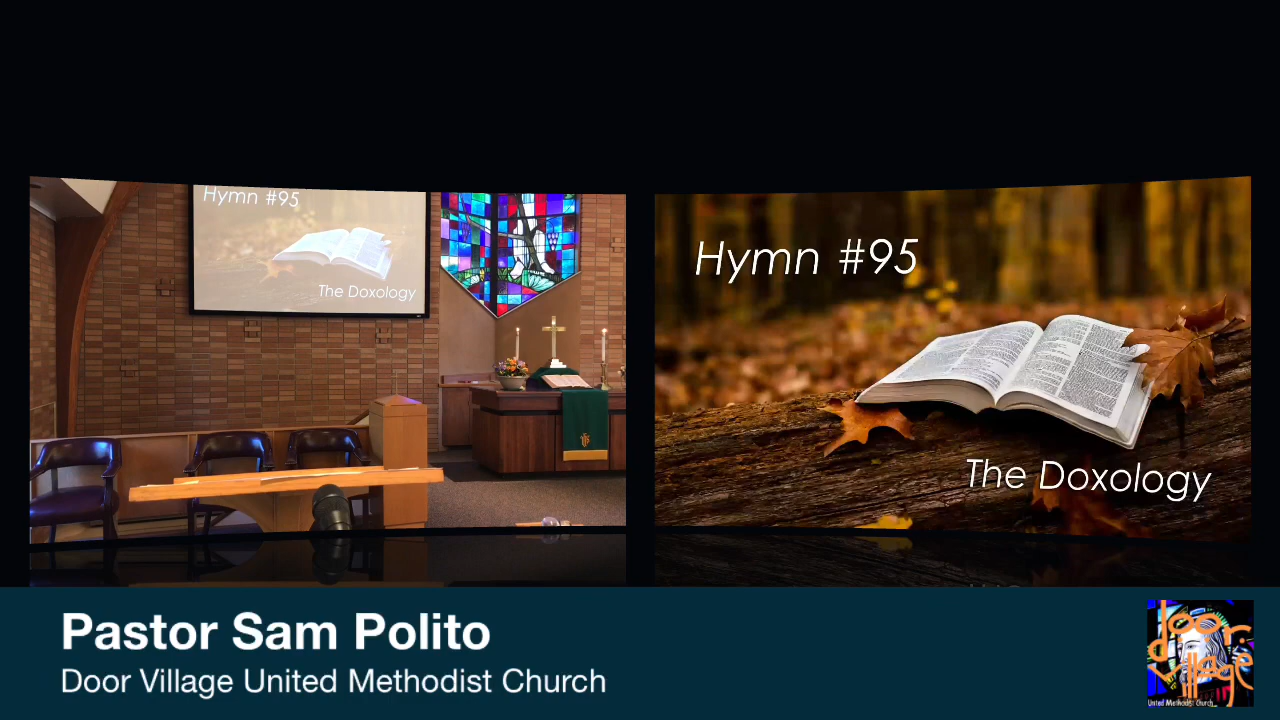 Hymn #95
The Doxology
Hymn #95
The Doxology
Pastor Sam Polito
Door Village United Methodist Church
door
village
United Methodist Church